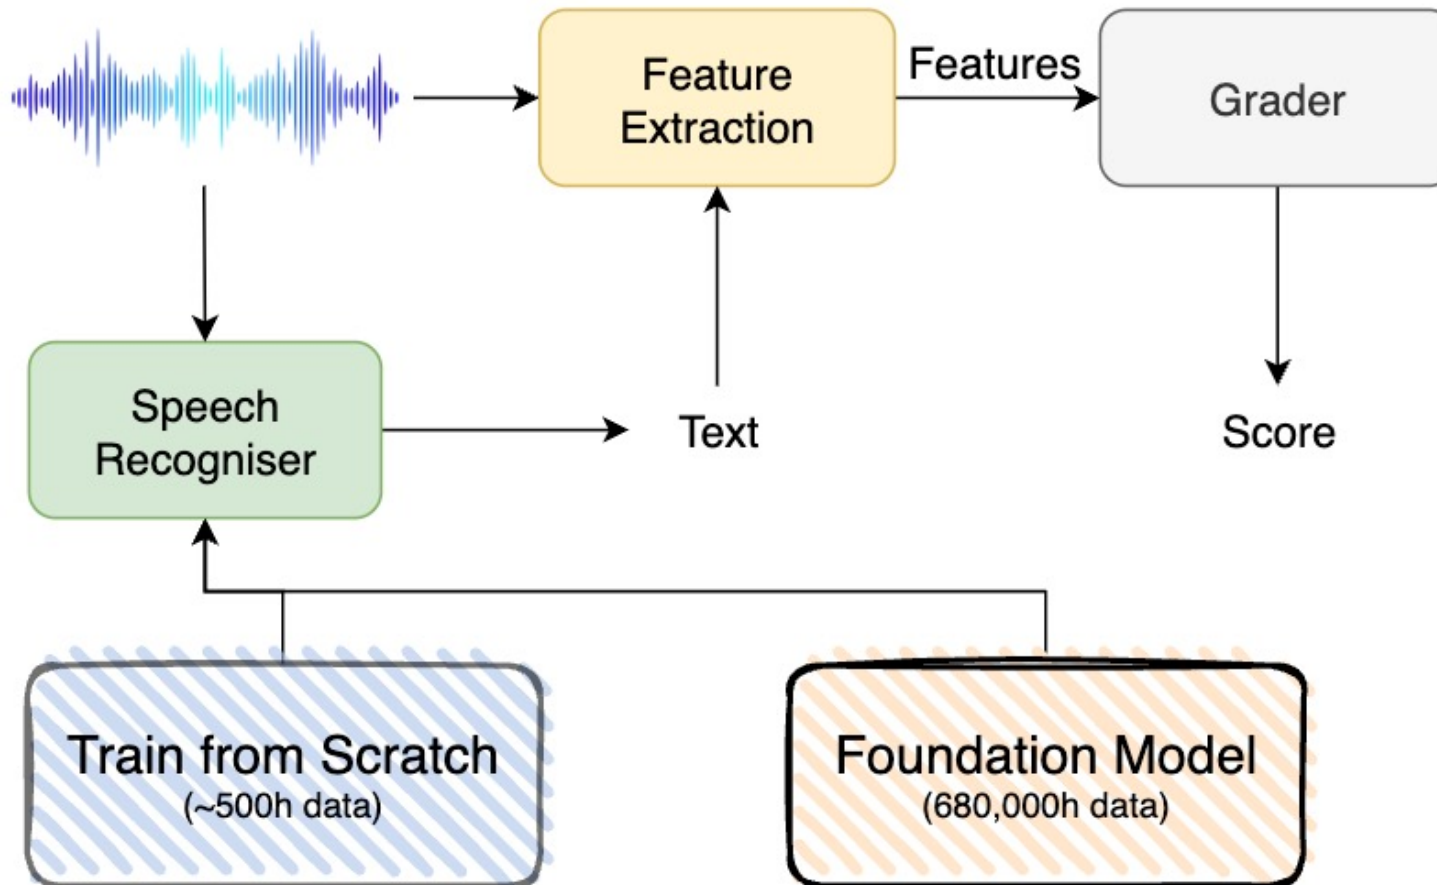 Feature
Extraction
Features
Grader
Speech
Recogniser
Text
Score
Train from Scratch
(~500h data)
Foundation Model
(680,000h data)